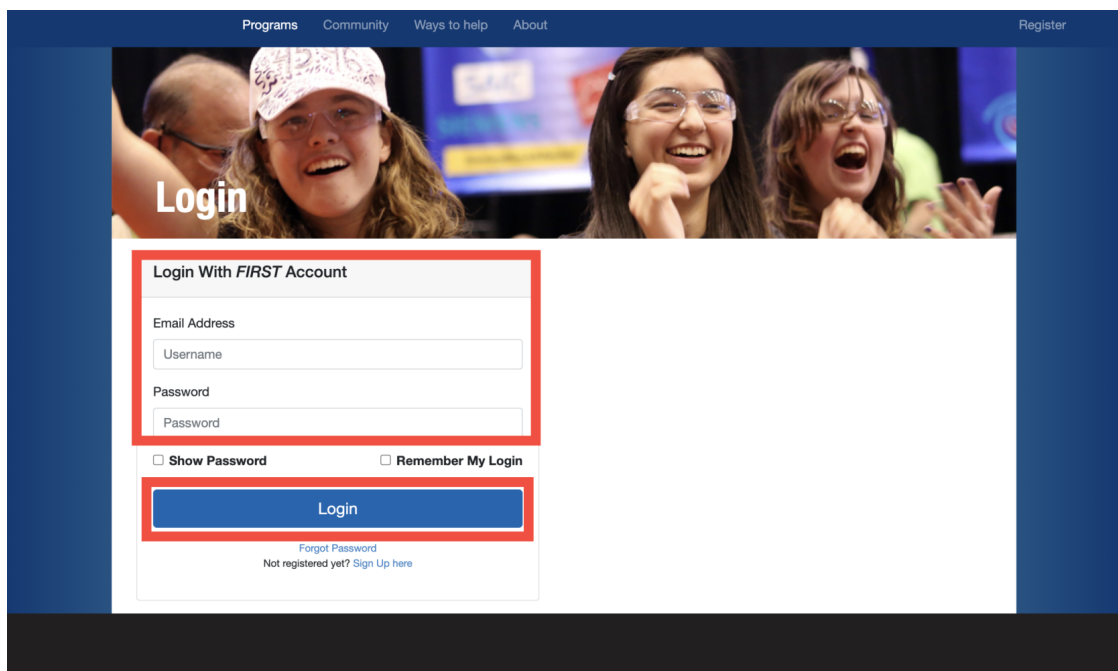 Programs Community Ways to help About Register
Login
Login With FIRST Account
Email Address
Username
Password
Password
Show Password Remember My Login
Login
Forgot Password
Not registered yet? Sign Up here